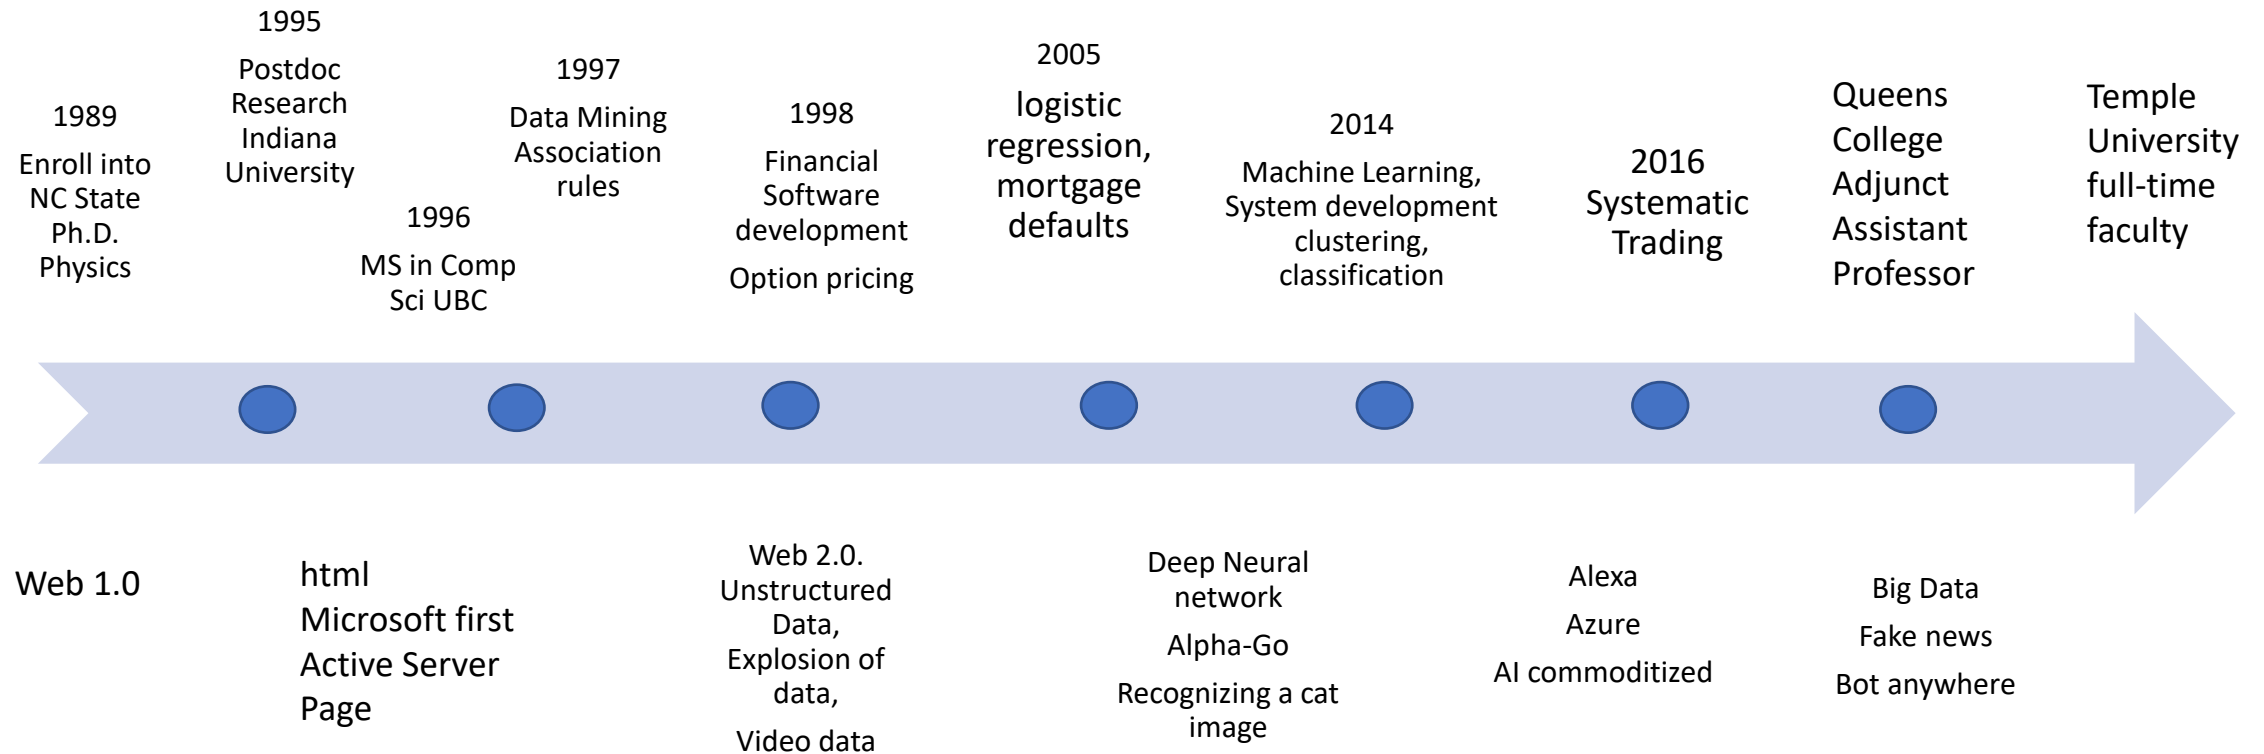 1989
Enroll into
NC State
Ph.D.
Physics
1995
Postdoc
Research
Indiana
University
1996
MS in Comp
Sci UBC
1997
Data Mining
Association
rules
1998
Financial
Software
development
Option pricing
2005
logistic
regression,
mortgage
defaults
2014
Machine Learning,
System development
clustering,
classification
2016
Systematic
Trading
Queens
College
Adjunct
Assistant
Professor
Temple
University
full-time
faculty
Web 1.0
html
Microsoft first
Active Server
Page
Web 2.0.
Unstructured
Data,
Explosion of
data,
Video data
Deep Neural
network
Alpha-Go
Recognizing a cat
image
Alexa
Azure
AI commoditized
Big Data
Fake news
Bot anywhere